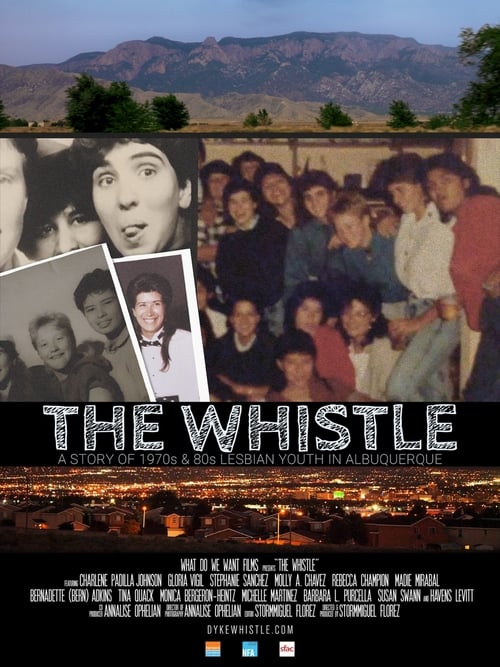 THE WHISTLE
A STORY OF 1970s & 80s LESBIAN YOUTH IN ALBUQUERQUE
WHAT DO WE WANT FILMS PRESENTS "THE WHISTLE"
FEATURING CHARLENE PADILLA JOHNSON GLORIA VIGIL STEPHANIE SANCHEZ MOLLY A. CHAVEZ REBECCA CHAMPION MADIE MIRABAL
BERNADETTE (BERN) ADKINS TINA QUACK MONICA BERGERON-HEINTZ MICHELLE MARTINEZ BARBARA L. PURCELLA SUSAN SWANN AND HAVENS LEVITT
CO PRODUCER ANNALISE OPHELIAN DIRECTOR OF PHOTOGRAPHY ANNALISE OPHELIAN EDITOR STORMMIGUEL FLOREZ DIRECTED & PRODUCED BY STORMMIGUEL FLOREZ
DYKEWHISTLE.COM
HFA
sfac